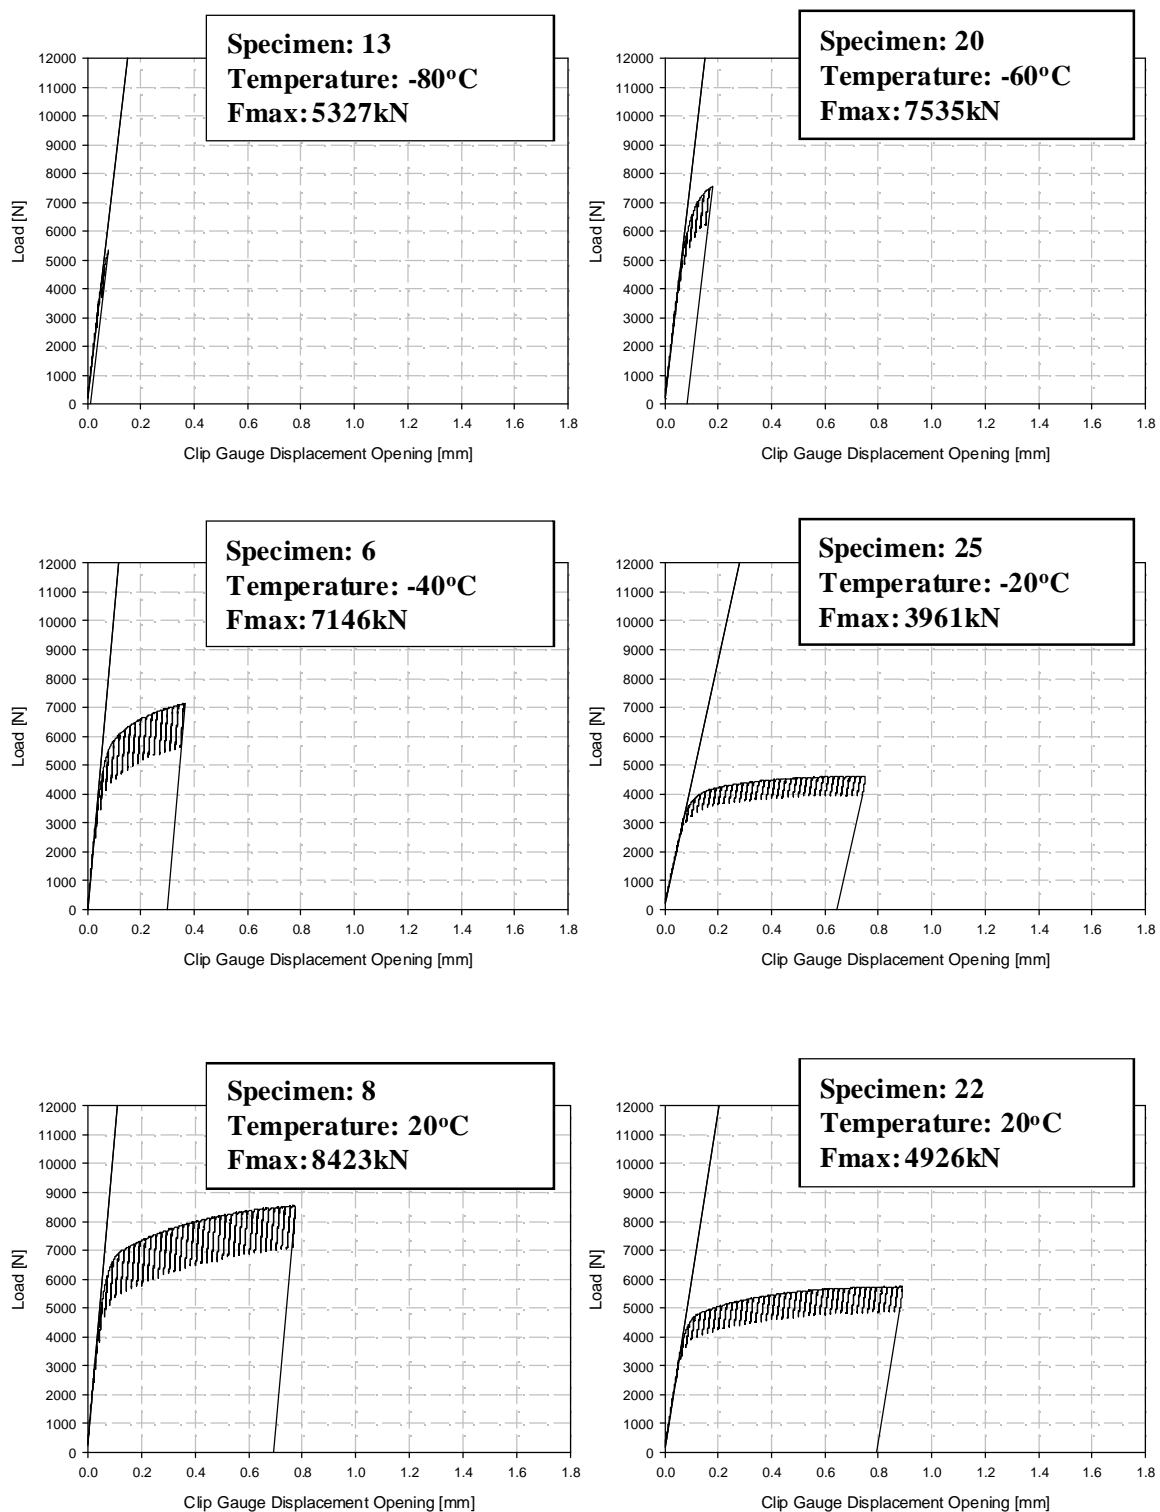 Specimen: 13
Temperature: -80°C
Fmax: 5327kN
12000
11000
10000
9000
8000
7000
6000
5000
4000
3000
2000
1000
0
Load [N]
0.0 0.2 0.4 0.6 0.8 1.0 1.2 1.4 1.6 1.8
Clip Gauge Displacement Opening [mm]
Specimen: 20
Temperature: -60°C
Fmax: 7535kN
12000
11000
10000
9000
8000
7000
6000
5000
4000
3000
2000
1000
0
Load [N]
0.0 0.2 0.4 0.6 0.8 1.0 1.2 1.4 1.6 1.8
Clip Gauge Displacement Opening [mm]
Specimen: 6
Temperature: -40°C
Fmax: 7146kN
12000
11000
10000
9000
8000
7000
6000
5000
4000
3000
2000
1000
0
Load [N]
0.0 0.2 0.4 0.6 0.8 1.0 1.2 1.4 1.6 1.8
Clip Gauge Displacement Opening [mm]
Specimen: 25
Temperature: -20°C
Fmax: 3961kN
12000
11000
10000
9000
8000
7000
6000
5000
4000
3000
2000
1000
0
Load [N]
0.0 0.2 0.4 0.6 0.8 1.0 1.2 1.4 1.6 1.8
Clip Gauge Displacement Opening [mm]
Specimen: 8
Temperature: 20°C
Fmax: 8423kN
12000
11000
10000
9000
8000
7000
6000
5000
4000
3000
2000
1000
0
Load [N]
0.0 0.2 0.4 0.6 0.8 1.0 1.2 1.4 1.6 1.8
Clip Gauge Displacement Opening [mm]
Specimen: 22
Temperature: 20°C
Fmax: 4926kN
12000
11000
10000
9000
8000
7000
6000
5000
4000
3000
2000
1000
0
Load [N]
0.0 0.2 0.4 0.6 0.8 1.0 1.2 1.4 1.6 1.8
Clip Gauge Displacement Opening [mm]